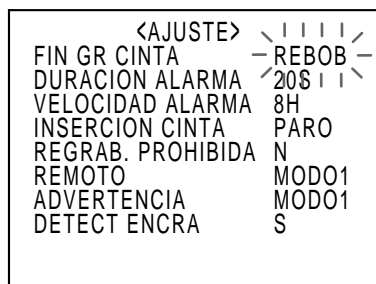 <AJUSTE>
FIN GR CINTA REBOB
DURACION ALARMA 20S
VELOCIDAD ALARMA 8H
INSERCION CINTA PARO
REGRAB. PROHIBIDA N
REMOTO MODO1
ADVERTENCIA MODO1
DETECT ENCRA S